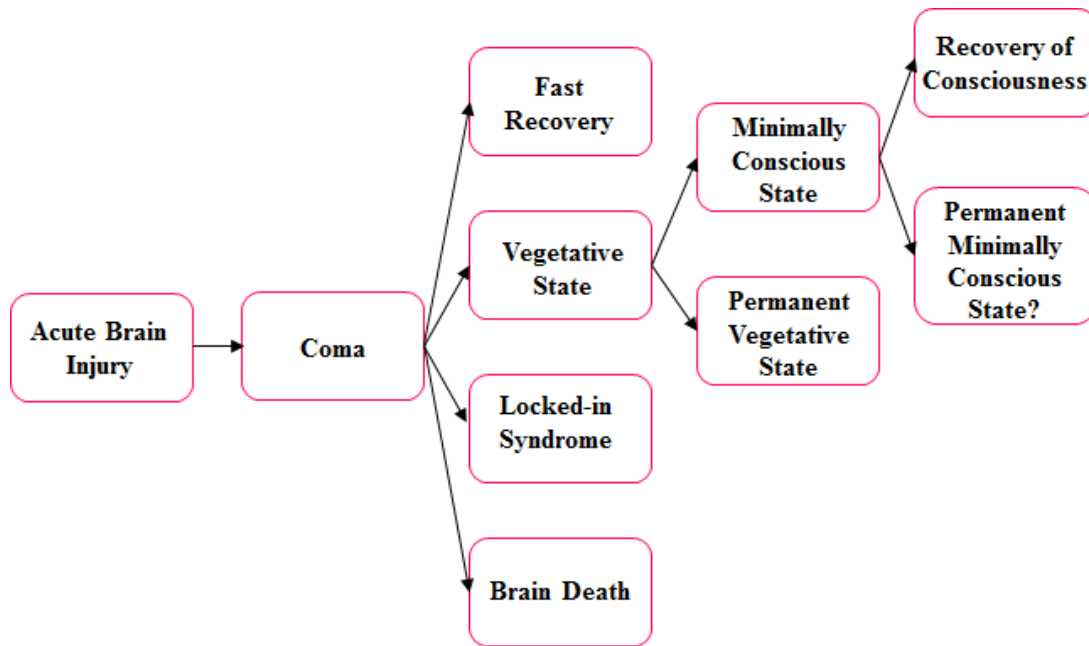 Acute Brain
Injury
Coma
Fast
Recovery
Vegetative
State
Locked-in
Syndrome
Brain Death
Minimally
Conscious
State
Permanent
Vegetative
State
Recovery of
Consciousness
Permanent
Minimally
Conscious
State?